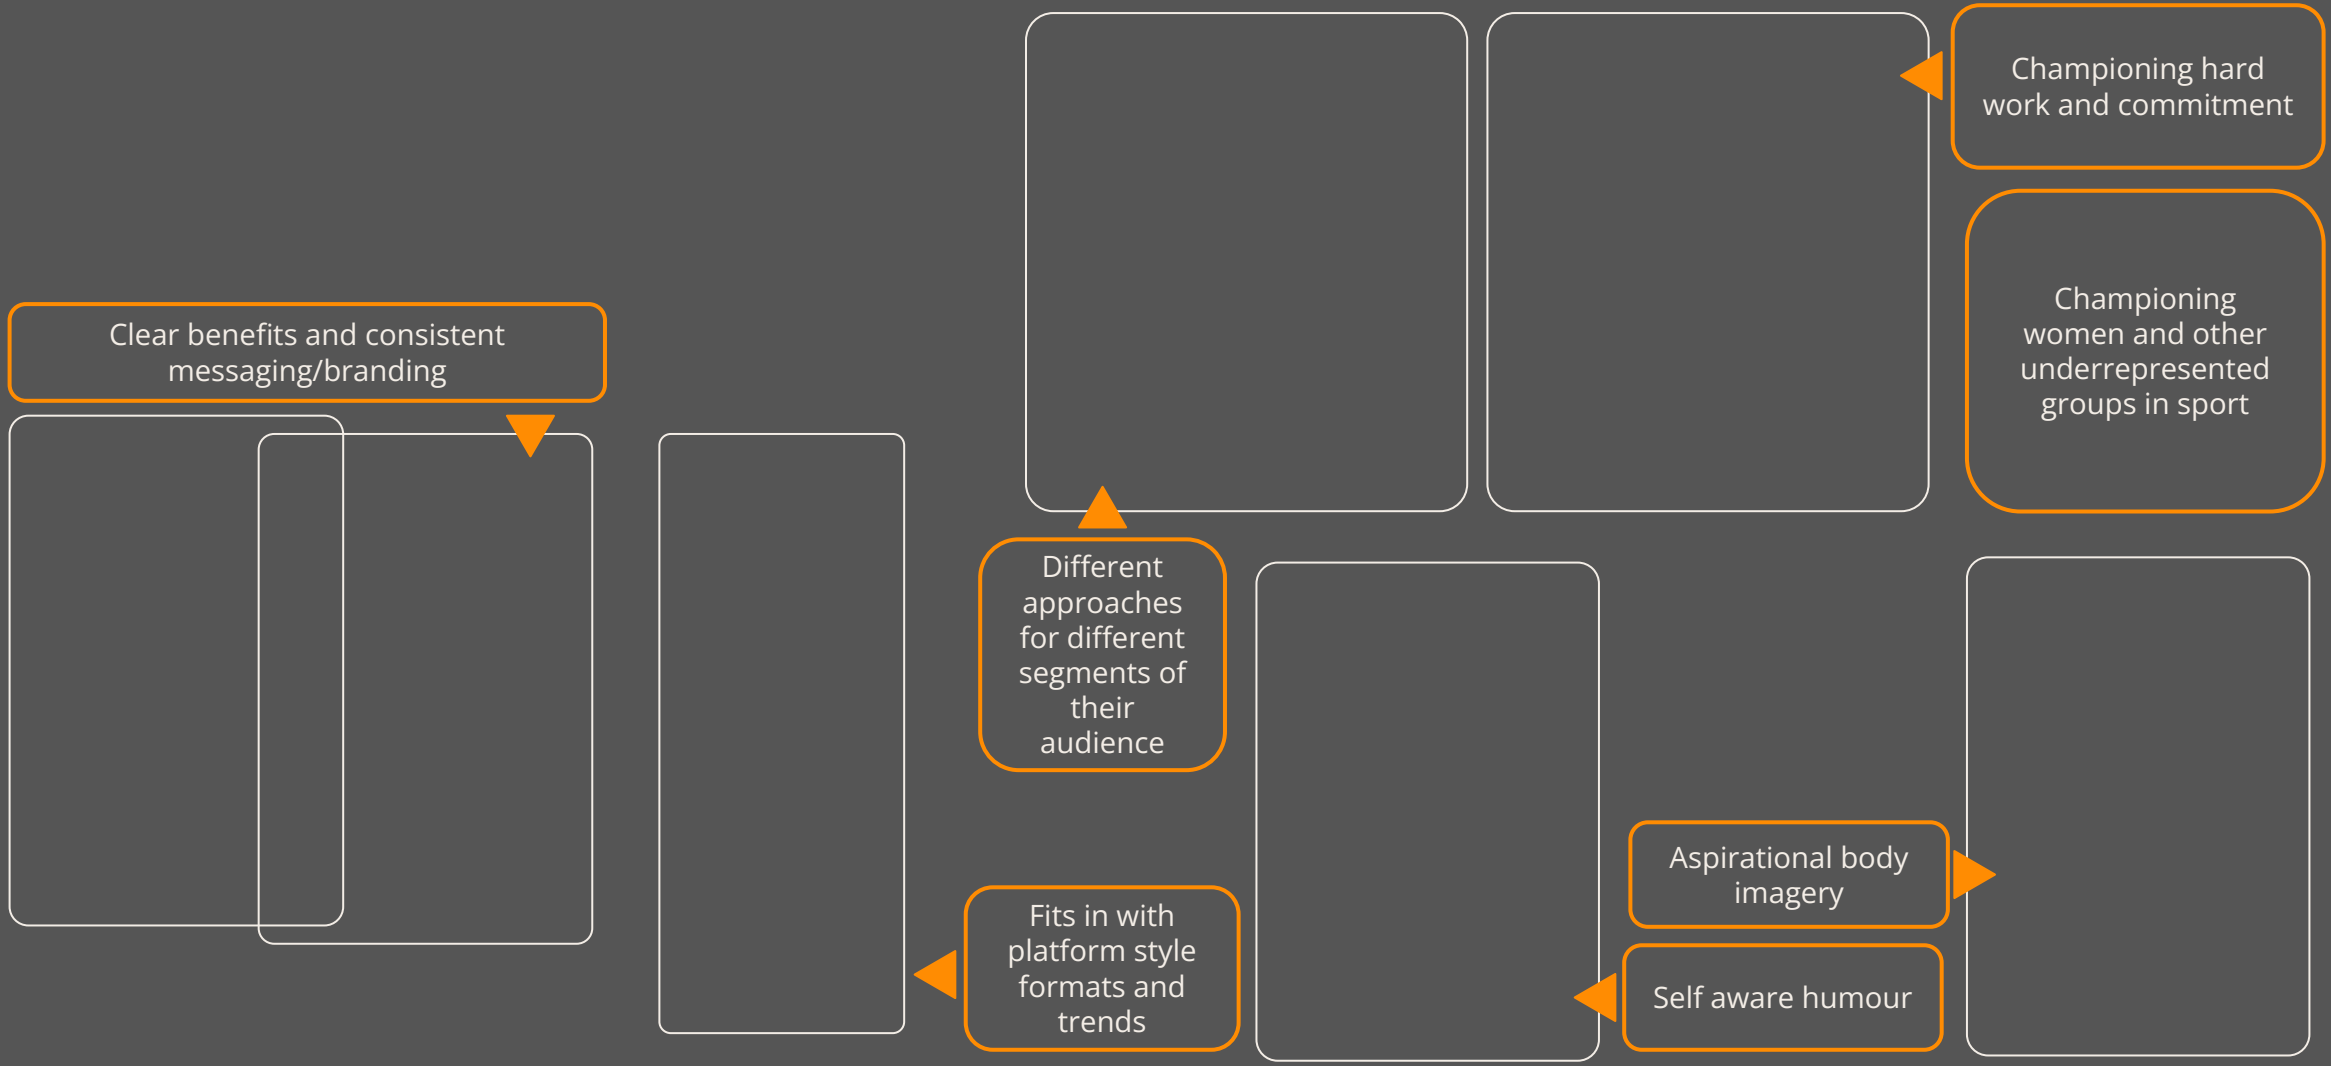 Championing hard
work and commitment
Championing
women and other
underrepresented
groups in sport
Clear benefits and consistent
messaging/branding
Different
approaches
for different
segments of
their
audience
Aspirational body
imagery
Fits in with
platform style
formats and
trends
Self aware humour